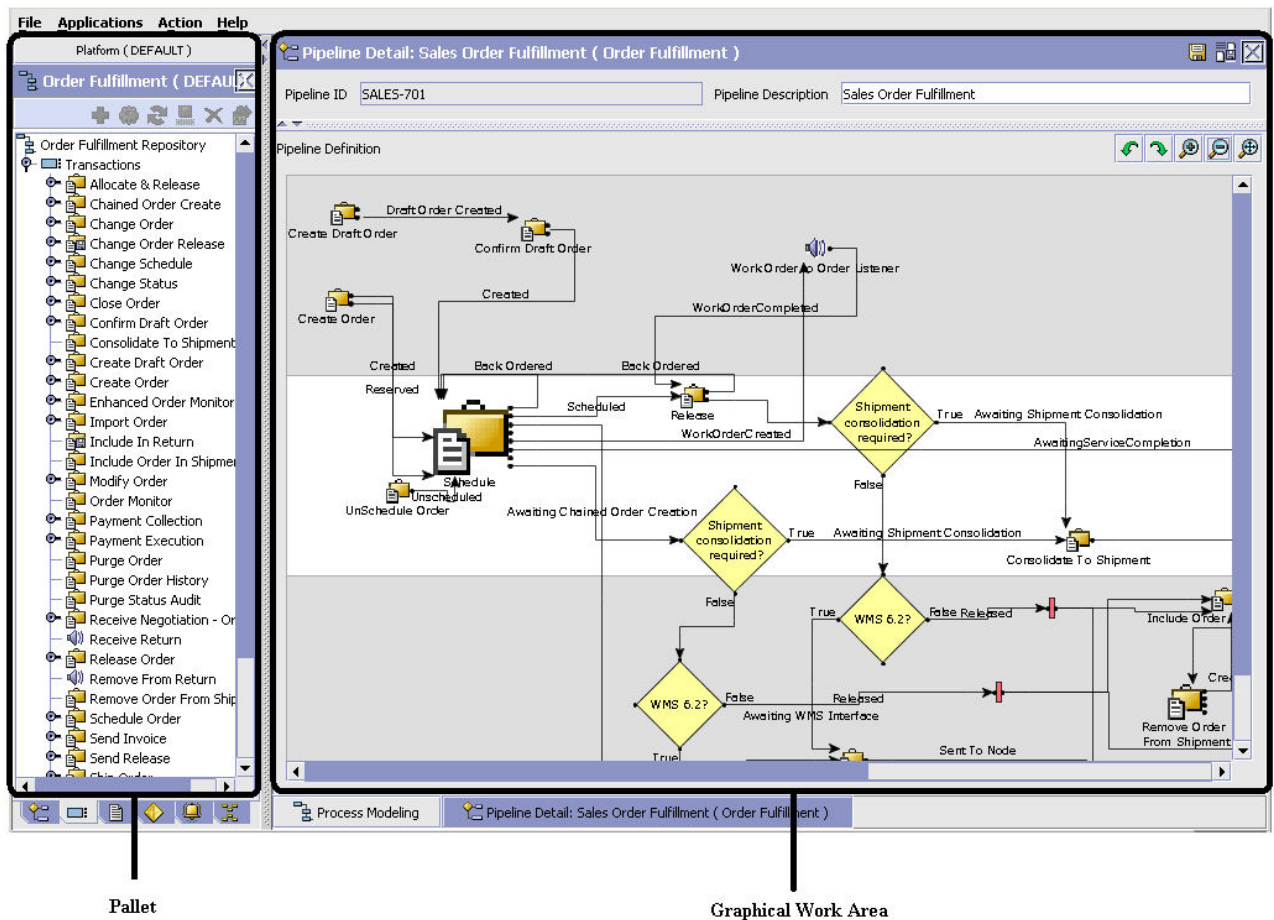 File Applications Action Help
Platform ( DEFAULT )
Order Fulfillment ( DEFAUL
Order Fulfillment Repository
Transactions
Allocate & Release
Chained Order Create
Change Order
Change Order Release
Change Schedule
Change Status
Close Order
Confirm Draft Order
Consolidate To Shipment
Create Draft Order
Create Order
Enhanced Order Monitor
Import Order
Include In Return
Include Order In Shipmen
Modify Order
Order Monitor
Payment Collection
Payment Execution
Purge Order
Purge Order History
Purge Status Audit
Receive Negotiation - Or
Receive Return
Release Order
Remove From Return
Remove Order From Ship
Schedule Order
Send Invoice
Send Release
Ship Order
Pipeline Detail: Sales Order Fulfillment ( Order Fulfillment )
Pipeline ID SALES-701 Pipeline Description Sales Order Fulfillment
Pipeline Definition
Draft Order Created
Create Draft Order
Confirm Draft Order
Work Order to Order Listener
Created
WorkOrderCompleted
Create Order
Created
Back Ordered
Back Ordered
Reserved
Scheduled
Release
Shipment
consolidation
required?
True
Awaiting Shipment Consolidation
WorkOrderCreated
AwaitingServiceCompletion
Schedule
Unscheduled
UnSchedule Order
False
Awaiting Chained Order Creation
Shipment
consolidation
required?
True
Awaiting Shipment Consolidation
Consolidate To Shipment
False
True
WMS 6.2?
False
Released
Include Order
WMS 6.2?
False
Released
Awaiting WMS Interface
Crea
Remove Order
From Shipment
True
Sent To Node
Process Modeling
Pipeline Detail: Sales Order Fulfillment ( Order Fulfillment )
Pallet
Graphical Work Area